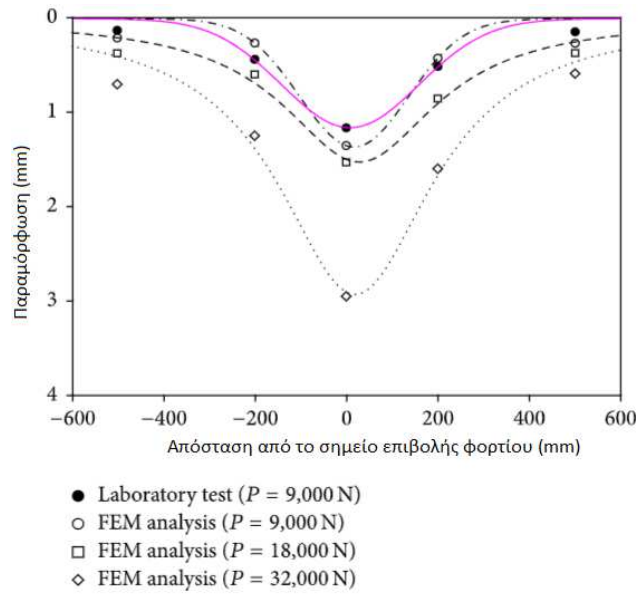 0
1
2
3
4
Παραμόρφωση (mm)
−600 −400 −200 0 200 400 600
Απόσταση από το σημείο επιβολής φορτίου (mm)
Laboratory test (P = 9,000 N)
FEM analysis (P = 9,000 N)
FEM analysis (P = 18,000 N)
FEM analysis (P = 32,000 N)